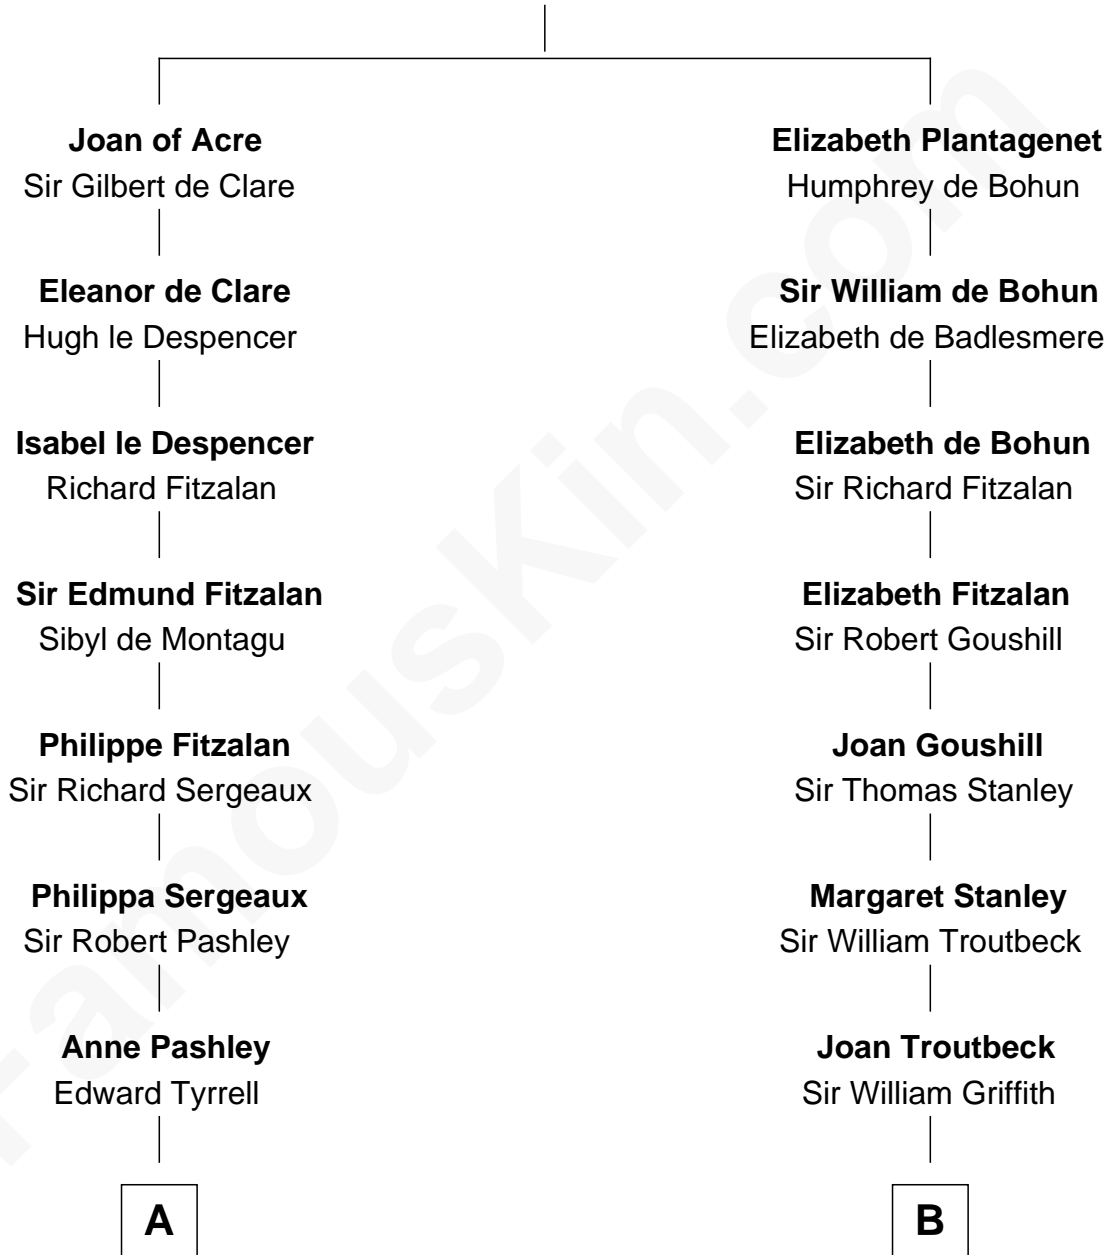 Joan of Acre
Sir Gilbert de Clare
Elizabeth Plantagenet
Humphrey de Bohun
Eleanor de Clare
Hugh le Despencer
Sir William de Bohun
Elizabeth de Badlesmere
Isabel le Despencer
Richard Fitzalan
Elizabeth de Bohun
Sir Richard Fitzalan
Sir Edmund Fitzalan
Sibyl de Montagu
Elizabeth Fitzalan
Sir Robert Goushill
Philippe Fitzalan
Sir Richard Sergeaux
Joan Goushill
Sir Thomas Stanley
Philippa Sergeaux
Sir Robert Pashley
Margaret Stanley
Sir William Troutbeck
Anne Pashley
Edward Tyrrell
Joan Troutbeck
Sir William Griffith
A
B
FamousKin.com